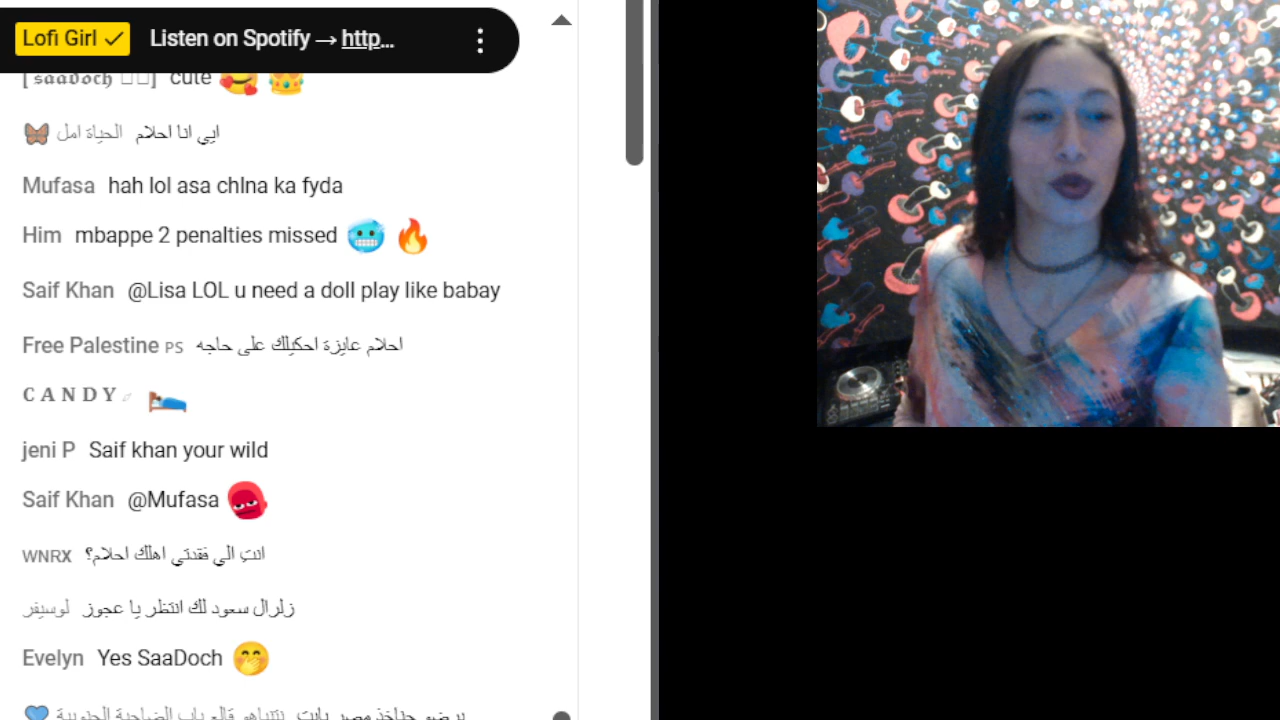 Lofi Girl ✓ Listen on Spotify → http...
[𝖘𝖆𝖆𝕯𝖔𝖈𝖍 ] cute
الحياة امل ايي انا احلام
Mufasa hah lol asa chlna ka fyda
Him mbappe 2 penalties missed
Saif Khan @Lisa LOL u need a doll play like babay
Free Palestine PS احلام عايزة احكيلك على حاجه
C A N D Y
jeni P Saif khan your wild
Saif Khan @Mufasa
WNRX انتِ الي فقدتي اهلك احلام؟
لوسيفر زلزال سعود لك انتظر يا عجوز
Evelyn Yes SaaDoch